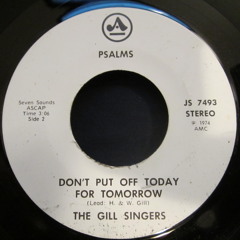 PSALMS
Seven Sounds
ASCAP
Time 3:06
Side 2
JS 7493
STEREO
℗ 1974
AMC
DON'T PUT OFF TODAY
FOR TOMORROW
(Lead: H. & W. Gill)
THE GILL SINGERS